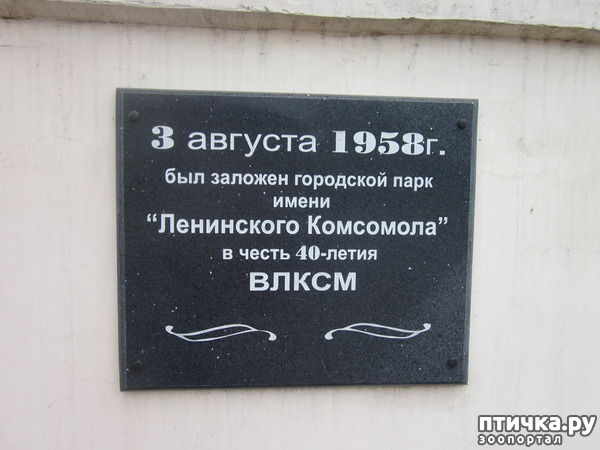 3 августа 1958г.
был заложен городской парк
имени
“Ленинского Комсомола”
в честь 40-летия
ВЛКСМ
птичка.ру
зоопортал